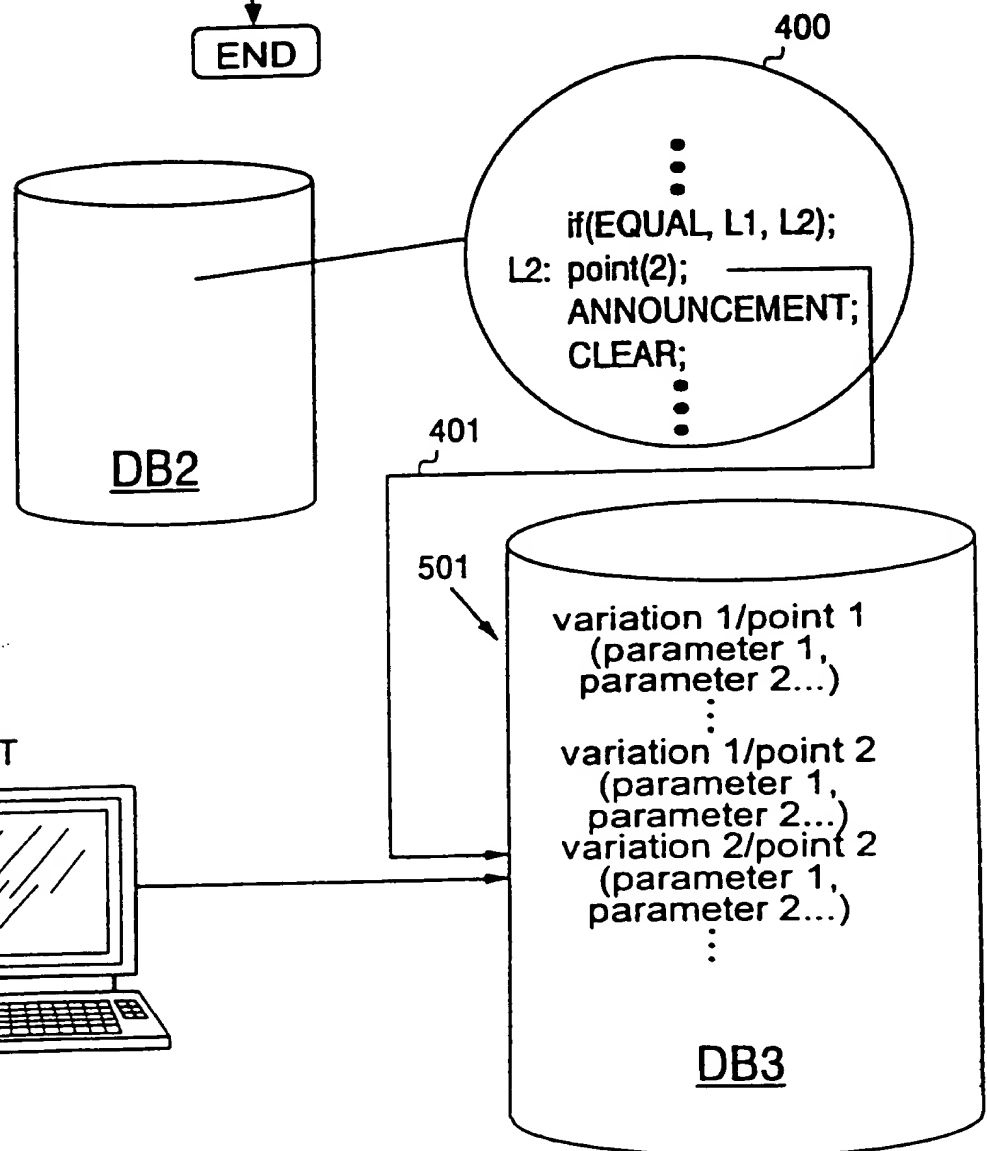 END
400
if(EQUAL, L1, L2);
L2: point(2);
ANNOUNCEMENT;
CLEAR;
DB2
401
501
variation 1/point 1
(parameter 1,
parameter 2...)
variation 1/point 2
(parameter 1,
parameter 2...)
variation 2/point 2
(parameter 1,
parameter 2...)
T
DB3